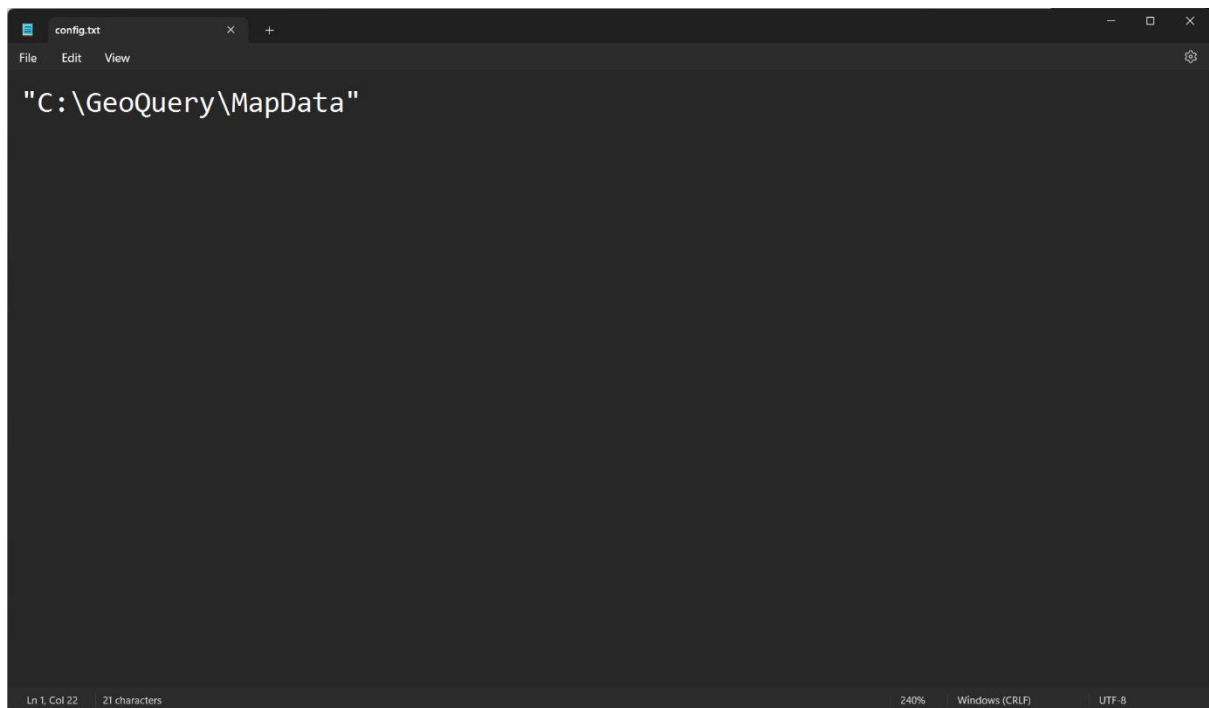 config.txt
File Edit View
"C:\GeoQuery\MapData"
Ln 1, Col 22 21 characters 240% Windows (CRLF) UTF-8